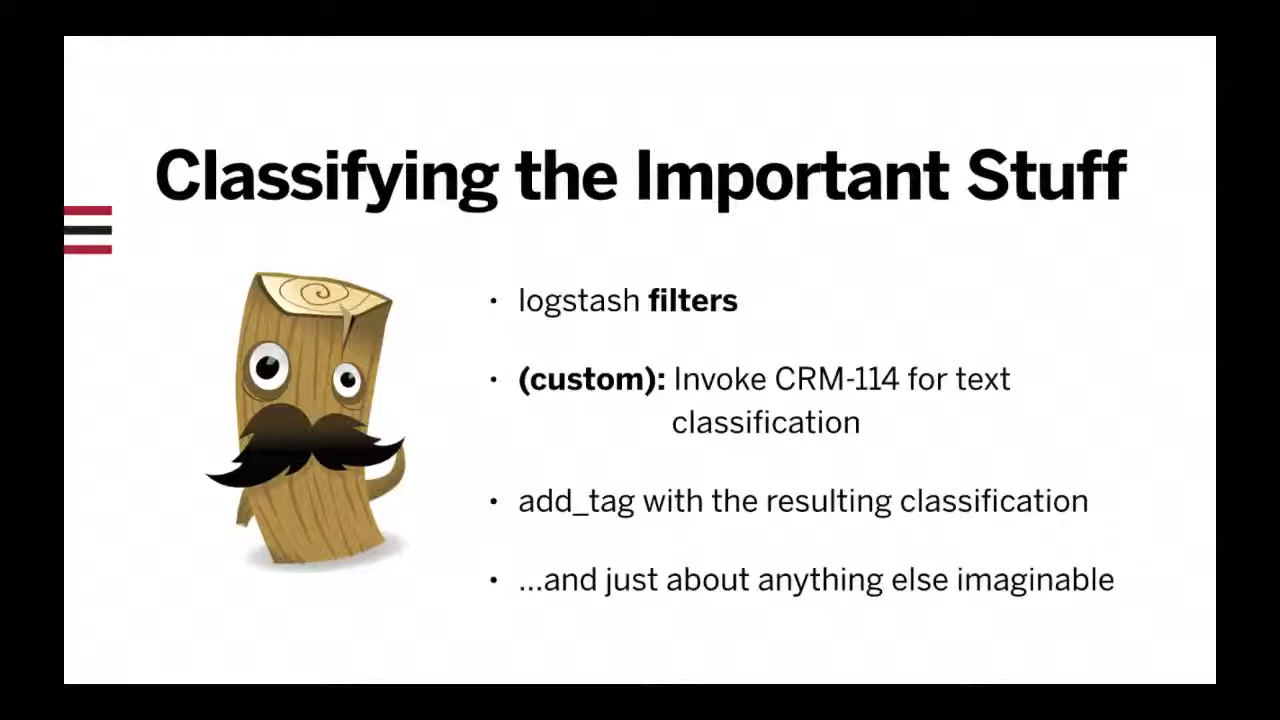 Classifying the Important Stuff
• logstash filters
• (custom): Invoke CRM-114 for text
classification
• add_tag with the resulting classification
• ...and just about anything else imaginable